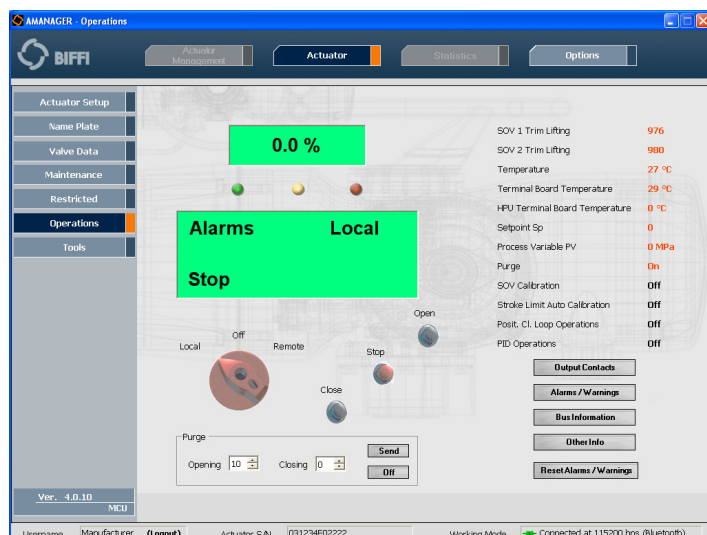 AMANAGER - Operations
BIFFI
Actuator
Management
Actuator
Statistics
Options
Actuator Setup
Name Plate
Valve Data
Maintenance
Restricted
Operations
Tools
0.0 %
Alarms Local
Stop
Open
Off
Local Remote
Stop
Close
Purge
Opening 10 Closing 0
Send
Off
SOV 1 Trim Lifting 976
SOV 2 Trim Lifting 980
Temperature 27 °C
Terminal Board Temperature 29 °C
HPU Terminal Board Temperature 0 °C
Setpoint Sp 0
Process Variable PV 0 MPa
Purge On
SOV Calibration Off
Stroke Limit Auto Calibration Off
Posit. Cl. Loop Operations Off
PID Operations Off
Output Contacts
Alarms / Warnings
Bus Information
Other Info
Reset Alarms / Warnings
Ver. 4.0.10
MCU
Username Manufacturer (Logout) Actuator S/N 031234F02222 Working Mode Connected at 115200 bps (Bluetooth)